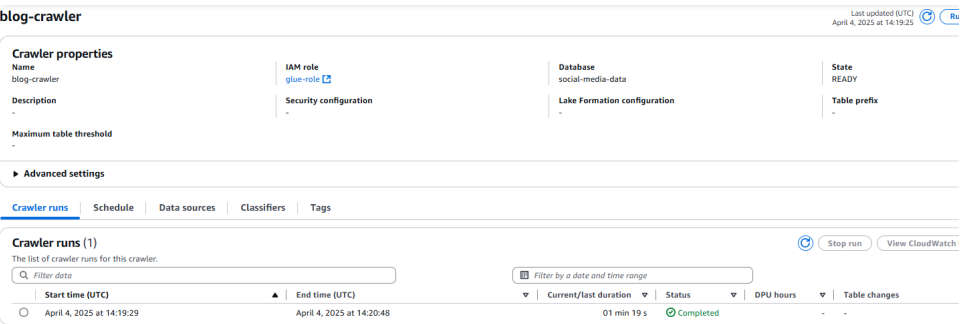 blog-crawler
Last updated (UTC)
April 4, 2025 at 14:19:25
Crawler properties
Name
IAM role
Database
State
blog-crawler
glue-role
social-media-data
READY
Description
Security configuration
Lake Formation configuration
Table prefix
-
-
-
-
Maximum table threshold
-
Advanced settings
Crawler runs
Schedule
Data sources
Classifiers
Tags
Crawler runs (1)
Stop run
View CloudWatch
The list of crawler runs for this crawler.
Filter data
Filter by a date and time range
Start time (UTC)
End time (UTC)
Current/last duration
Status
DPU hours
Table changes
April 4, 2025 at 14:19:29
April 4, 2025 at 14:20:48
01 min 19 s
Completed
-
-